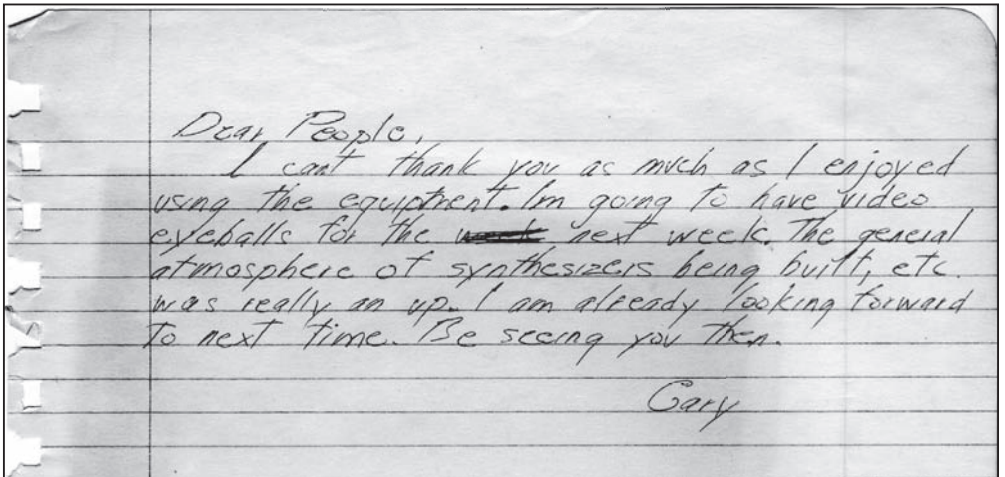 Dear People,
I cant thank you as much as I enjoyed
using the equiptment. Im going to have video
eyeballs for the week next week. The general
atmosphere of synthesizers being built, etc.
was really an up. I am already looking forward
to next time. Be seeing you then.
Gary